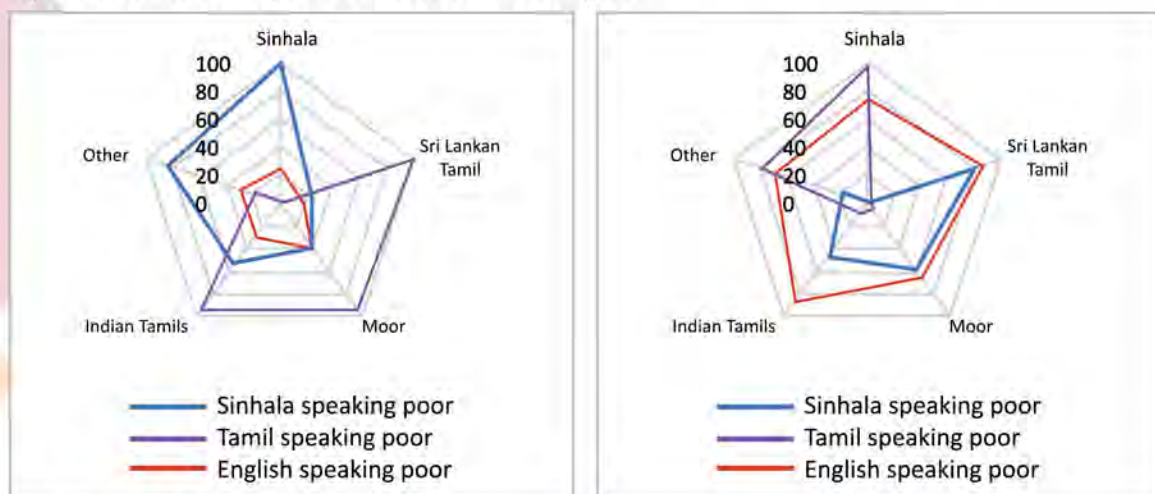 Sinhala
100
80
60
40
20
0
Other
Sri Lankan
Tamil
Indian Tamils
Moor
Sinhala speaking poor
Tamil speaking poor
English speaking poor
Sinhala
100
80
60
40
20
0
Other
Sri Lankan
Tamil
Indian Tamils
Moor
Sinhala speaking poor
Tamil speaking poor
English speaking poor